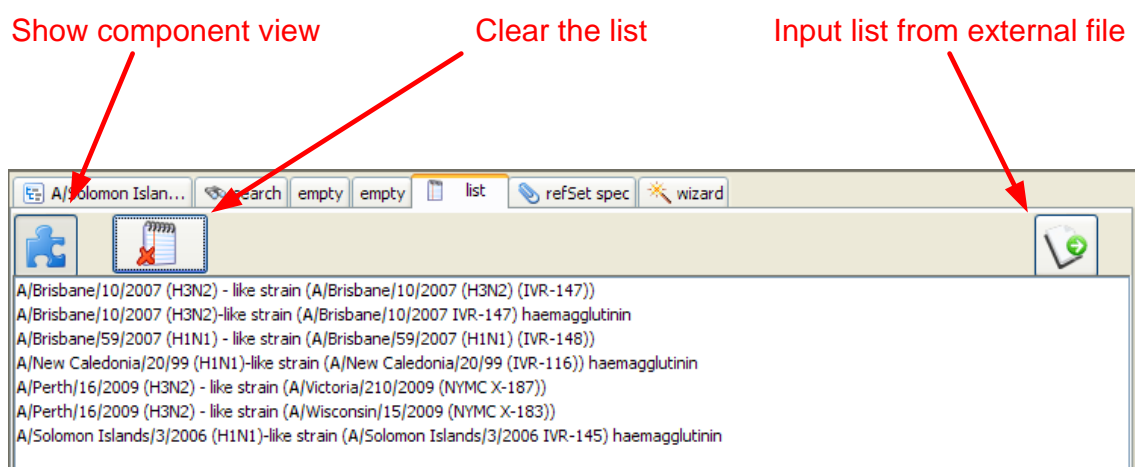 Show component view Clear the list Input list from external file
A/Solomon Islan... search empty empty list refSet spec wizard
A/Brisbane/10/2007 (H3N2) - like strain (A/Brisbane/10/2007 (H3N2) (IVR-147))
A/Brisbane/10/2007 (H3N2)-like strain (A/Brisbane/10/2007 IVR-147) haemagglutinin
A/Brisbane/59/2007 (H1N1) - like strain (A/Brisbane/59/2007 (H1N1) (IVR-148))
A/New Caledonia/20/99 (H1N1)-like strain (A/New Caledonia/20/99 (IVR-116)) haemagglutinin
A/Perth/16/2009 (H3N2) - like strain (A/Victoria/210/2009 (NYMC X-187))
A/Perth/16/2009 (H3N2) - like strain (A/Wisconsin/15/2009 (NYMC X-183))
A/Solomon Islands/3/2006 (H1N1)-like strain (A/Solomon Islands/3/2006 IVR-145) haemagglutinin